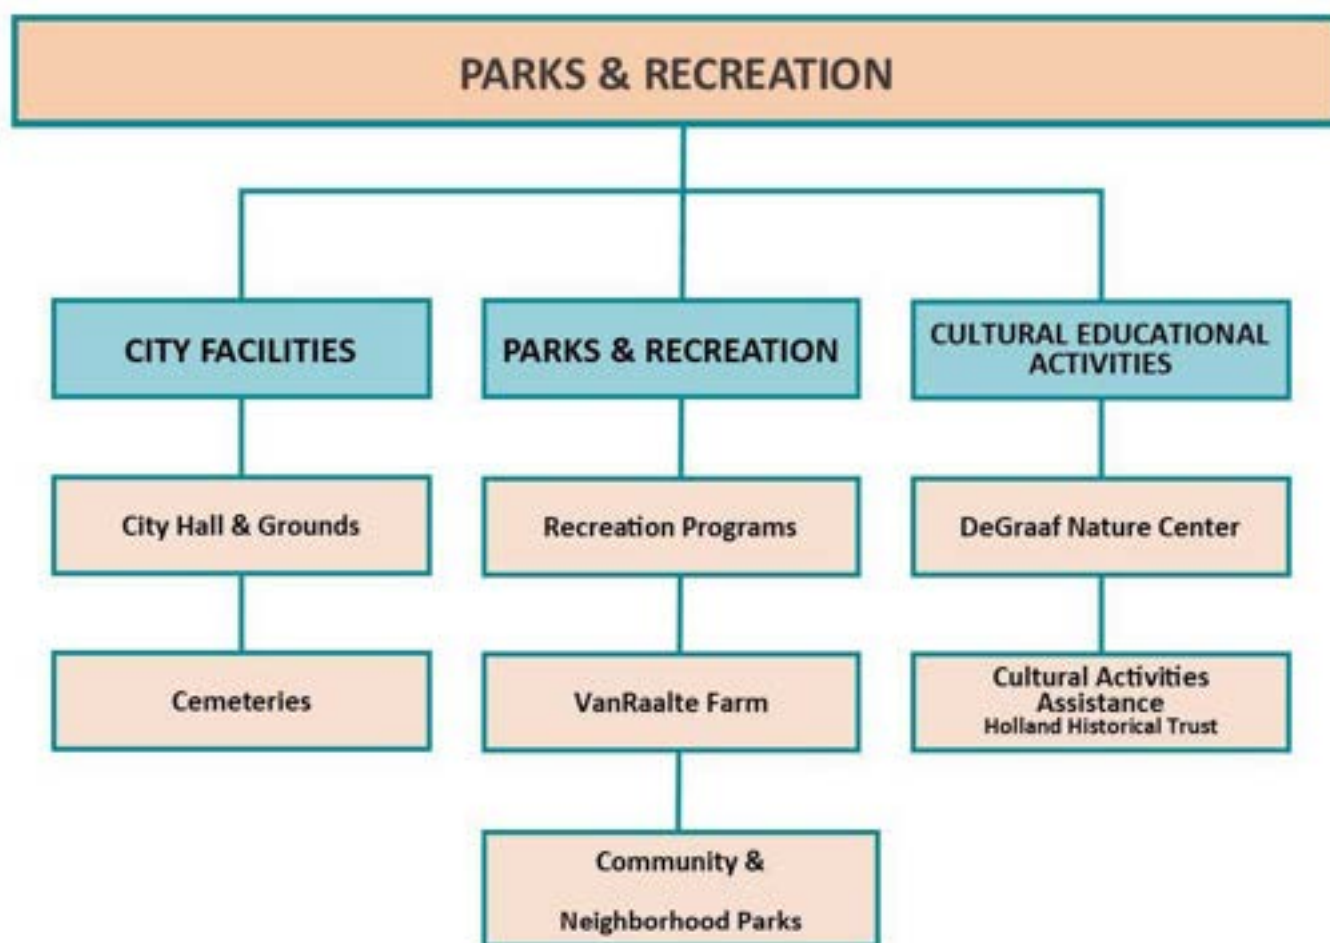 PARKS & RECREATION
CITY FACILITIES
City Hall & Grounds
Cemeteries
PARKS & RECREATION
Recreation Programs
VanRaalte Farm
Community &
Neighborhood Parks
CULTURAL EDUCATIONAL
ACTIVITIES
DeGraaf Nature Center
Cultural Activities
Assistance
Holland Historical Trust